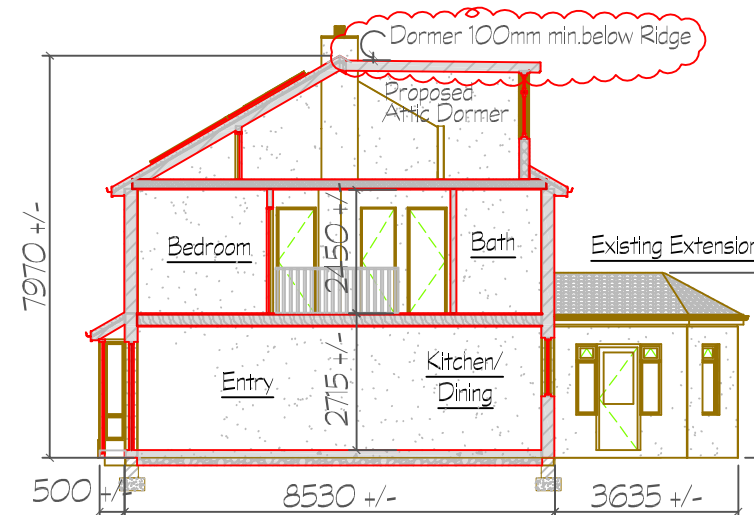 Dormer 100mm min.below Ridge
Proposed
Attic Dormer
7970 +/-
2450 +/-
Bedroom
Bath
Existing Extension
2715 +/-
Entry
Kitchen/
Dining
500 +/-
8530 +/-
3635 +/-